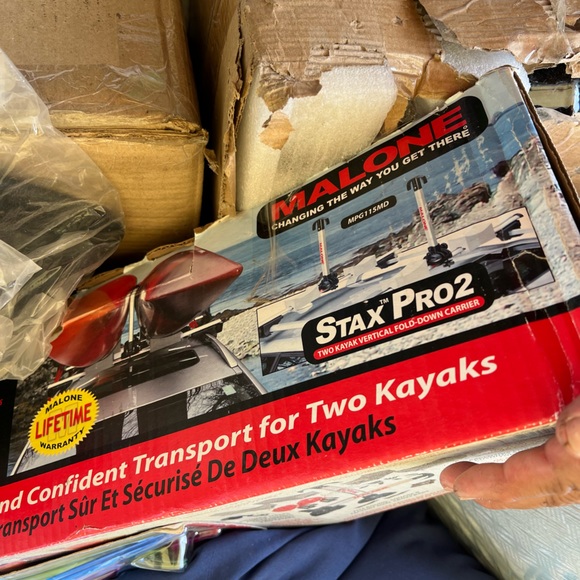 MALONE
CHANGING THE WAY YOU GET THERE
MPG115MD
STAX PRO2™
TWO KAYAK VERTICAL FOLD-DOWN CARRIER
MALONE
LIFETIME
WARRANTY
nd Confident Transport for Two Kayaks
ransport Sûr Et Sécurisé De Deux Kayaks